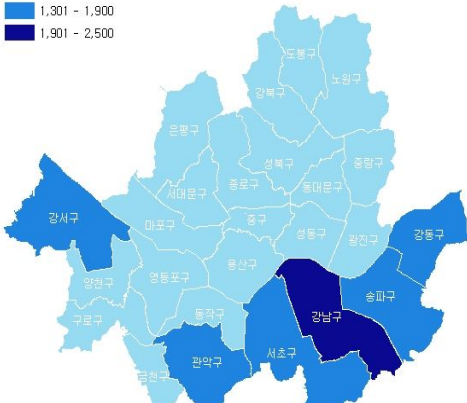 1,301 - 1,900
1,901 - 2,500
도봉구
노원구
강북구
은평구
성북구
중랑구
서대문구
종로구
동대문구
강서구
마포구
중구
성동구
광진구
강동구
양천구
영등포구
용산구
송파구
구로구
동작구
강남구
금천구
관악구
서초구